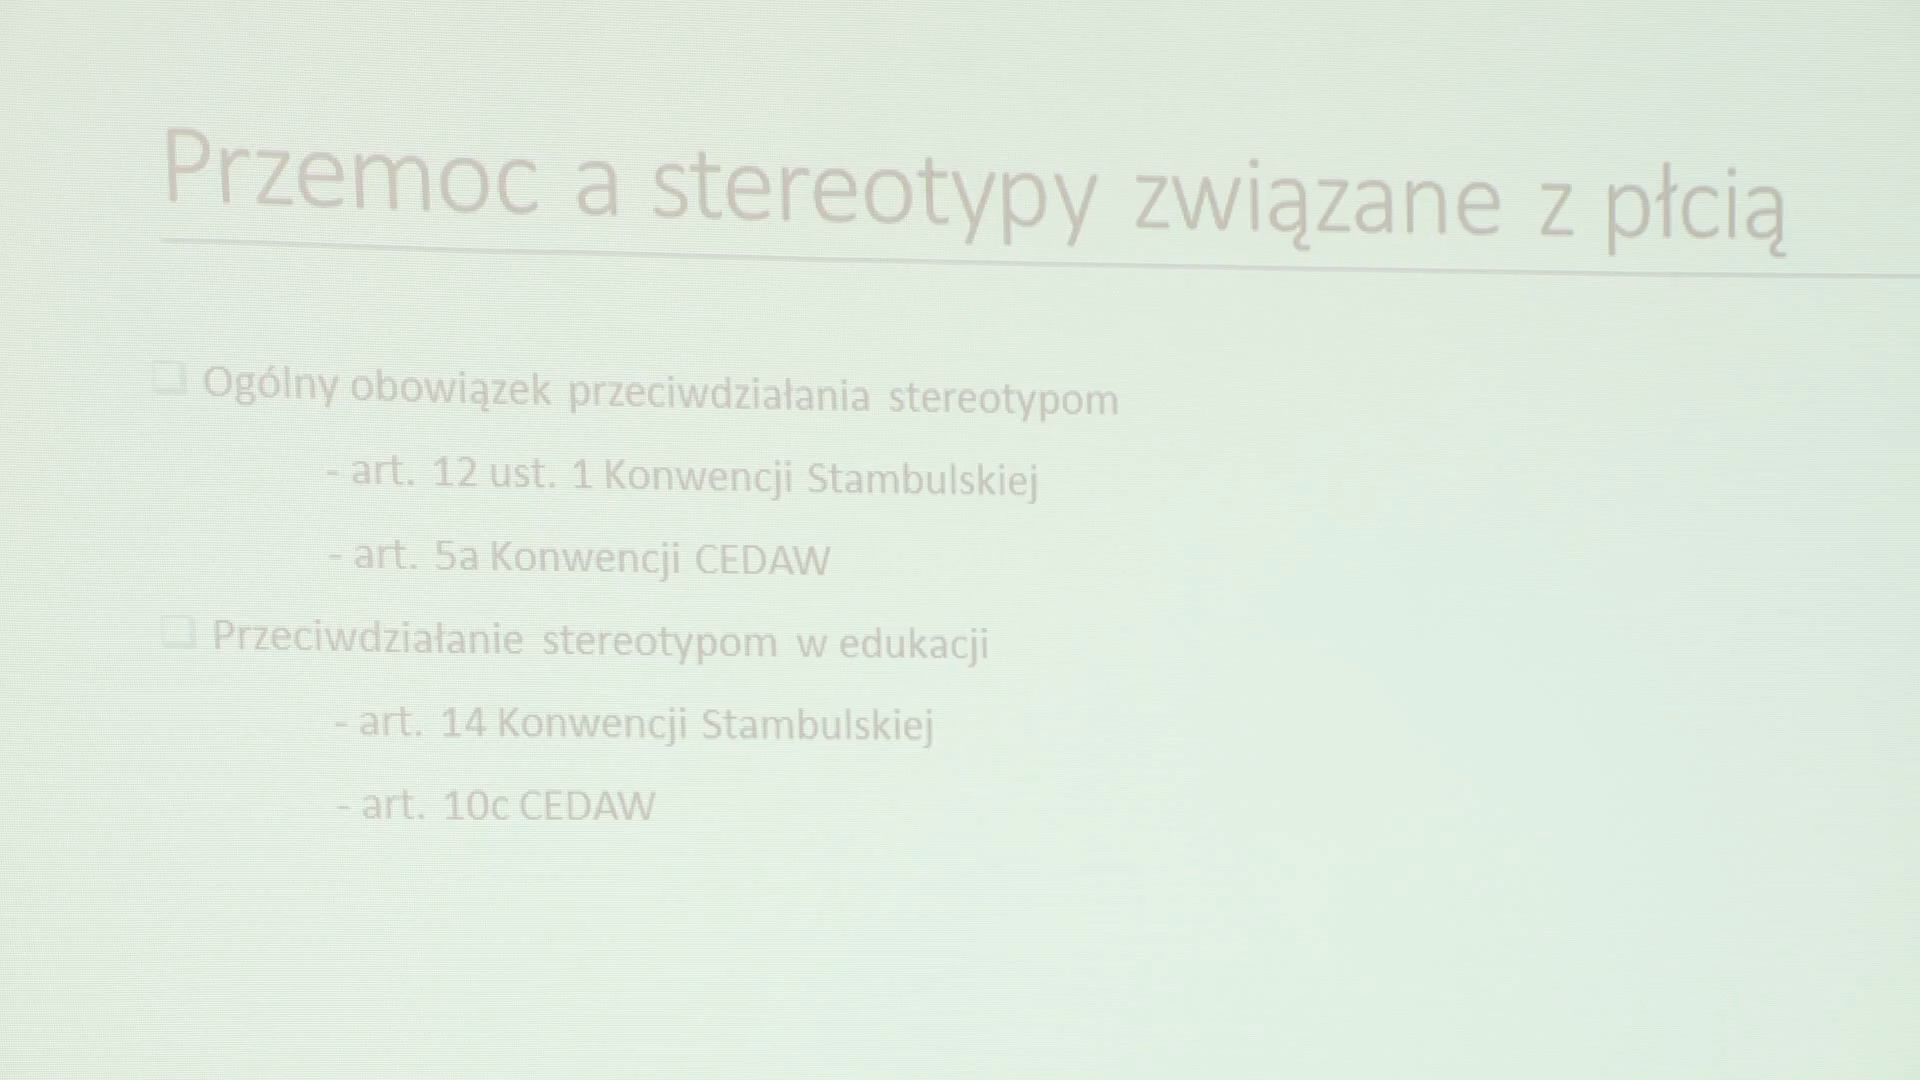 Przemoc a stereotypy związane z płcią
Ogólny obowiązek przeciwdziałania stereotypom
- art. 12 ust. 1 Konwencji Stambulskiej
- art. 5a Konwencji CEDAW
Przeciwdziałanie stereotypom w edukacji
- art. 14 Konwencji Stambulskiej
- art. 10c CEDAW